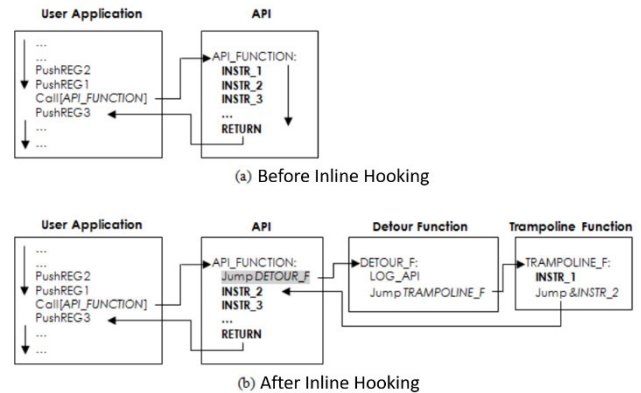 User Application
API
...
...
PushREG2
PushREG1
Call[API_FUNCTION]
PushREG3
...
...
API_FUNCTION:
INSTR_1
INSTR_2
INSTR_3
...
RETURN
(a) Before Inline Hooking
User Application
API
Detour Function
Trampoline Function
...
...
PushREG2
PushREG1
Call[API_FUNCTION]
PushREG3
...
...
API_FUNCTION:
Jump DETOUR_F
INSTR_2
INSTR_3
...
RETURN
DETOUR_F:
LOG_API
Jump TRAMPOLINE_F
TRAMPOLINE_F:
INSTR_1
Jump &INSTR_2
(b) After Inline Hooking